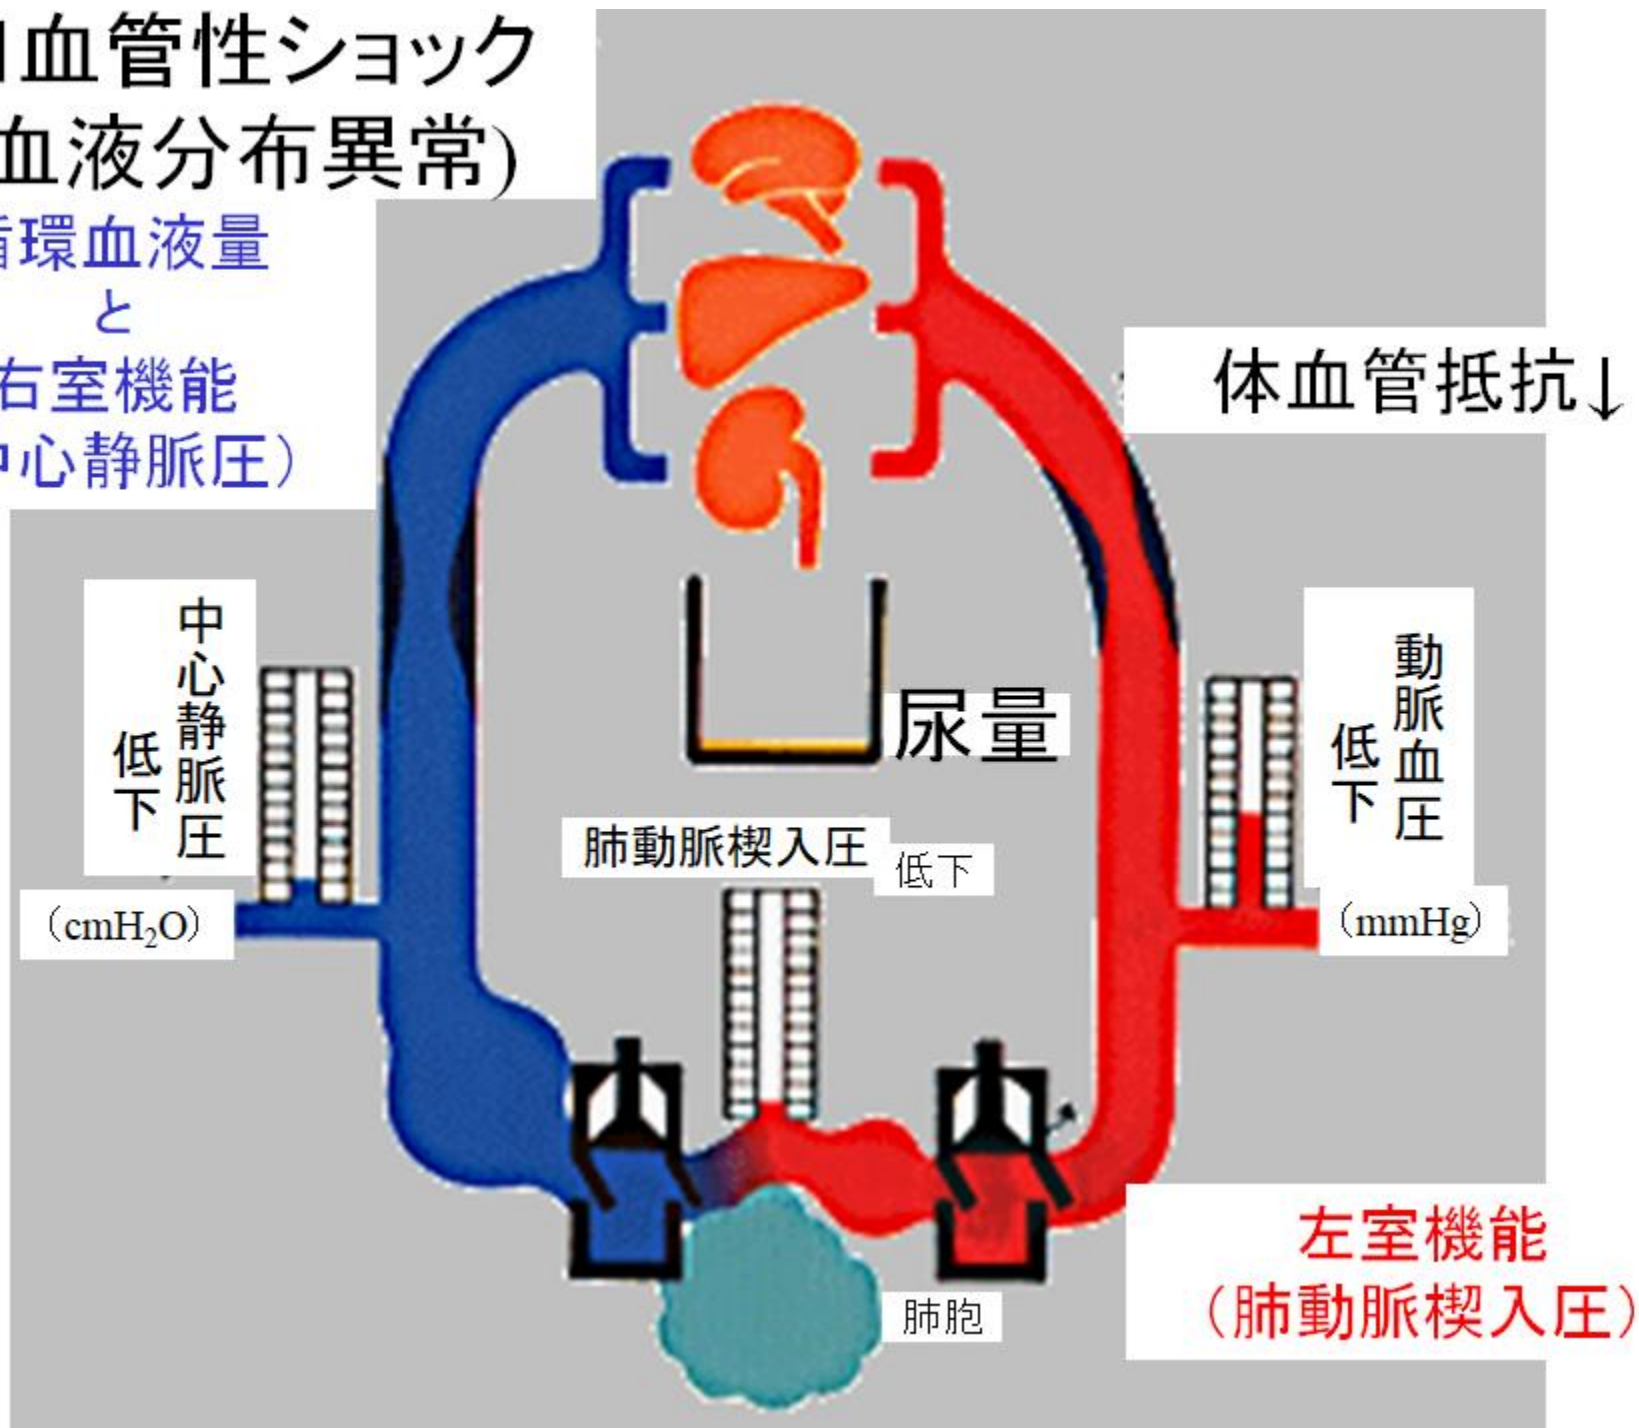 血管性ショック
血液分布異常)
循環血液量
と
右室機能
中心静脈圧）
体血管抵抗↓
中心静脈圧
低下
（cmH₂O）
尿量
肺動脈楔入圧
低下
動脈血圧
低下
（mmHg）
左室機能
（肺動脈楔入圧）
肺胞